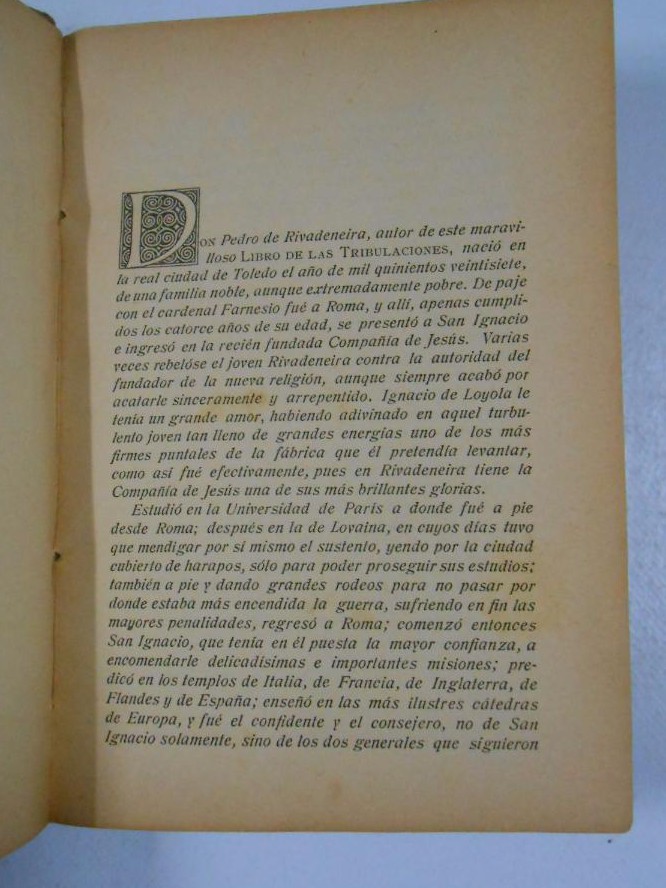 DON Pedro de Rivadeneira, autor de este maravi-
lloso LIBRO DE LAS TRIBULACIONES, nació en
la real ciudad de Toledo el año de mil quinientos veintisiete,
de una familia noble, aunque extremadamente pobre. De paje
con el cardenal Farnesio fué a Roma, y allí, apenas cumpli-
dos los catorce años de su edad, se presentó a San Ignacio
e ingresó en la recién fundada Compañía de Jesús. Varias
veces rebelóse el joven Rivadeneira contra la autoridad del
fundador de la nueva religión, aunque siempre acabó por
acatarle sinceramente y arrepentido. Ignacio de Loyola le
tenía un grande amor, habiendo adivinado en aquel turbu-
lento joven tan lleno de grandes energías uno de los más
firmes puntales de la fábrica que él pretendía levantar,
como así fué efectivamente, pues en Rivadeneira tiene la
Compañía de Jesús una de sus más brillantes glorias.
Estudió en la Universidad de París a donde fué a pie
desde Roma; después en la de Lovaina, en cuyos días tuvo
que mendigar por sí mismo el sustento, yendo por la ciudad
cubierto de harapos, sólo para poder proseguir sus estudios;
también a pie y dando grandes rodeos para no pasar por
donde estaba más encendida la guerra, sufriendo en fin las
mayores penalidades, regresó a Roma; comenzó entonces
San Ignacio, que tenía en él puesta la mayor confianza, a
encomendarle delicadísimas e importantes misiones; pre-
dicó en los templos de Italia, de Francia, de Inglaterra, de
Flandes y de España; enseñó en las más ilustres cátedras
de Europa, y fué el confidente y el consejero, no de San
Ignacio solamente, sino de los dos generales que siguieron